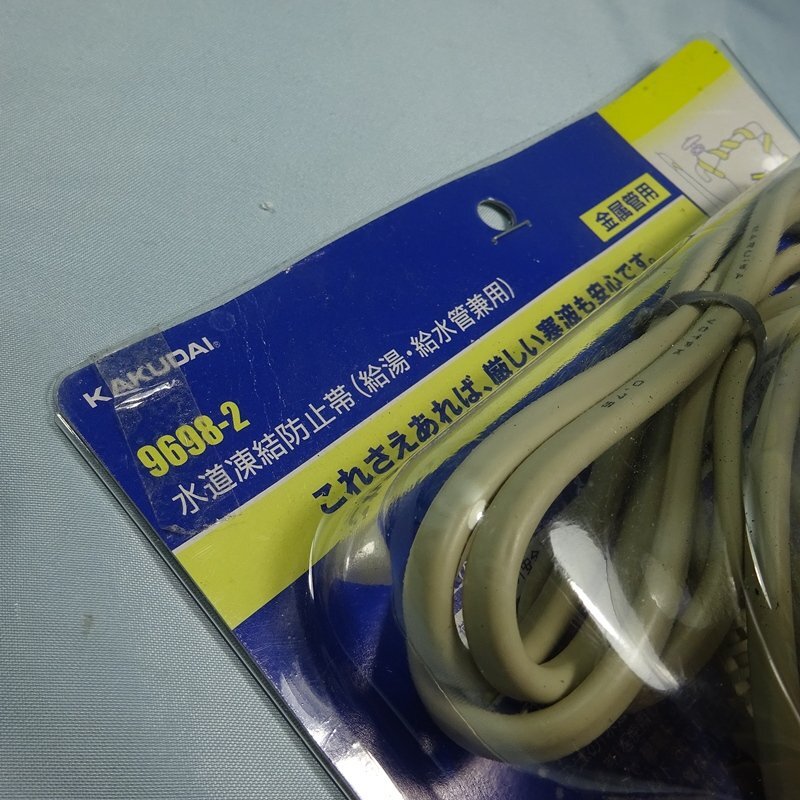 KAKUDAI®
9698-2
水道凍結防止帯（給湯・給水管兼用）
金属管用
これさえあれば、厳しい寒波も安心です。
0.75